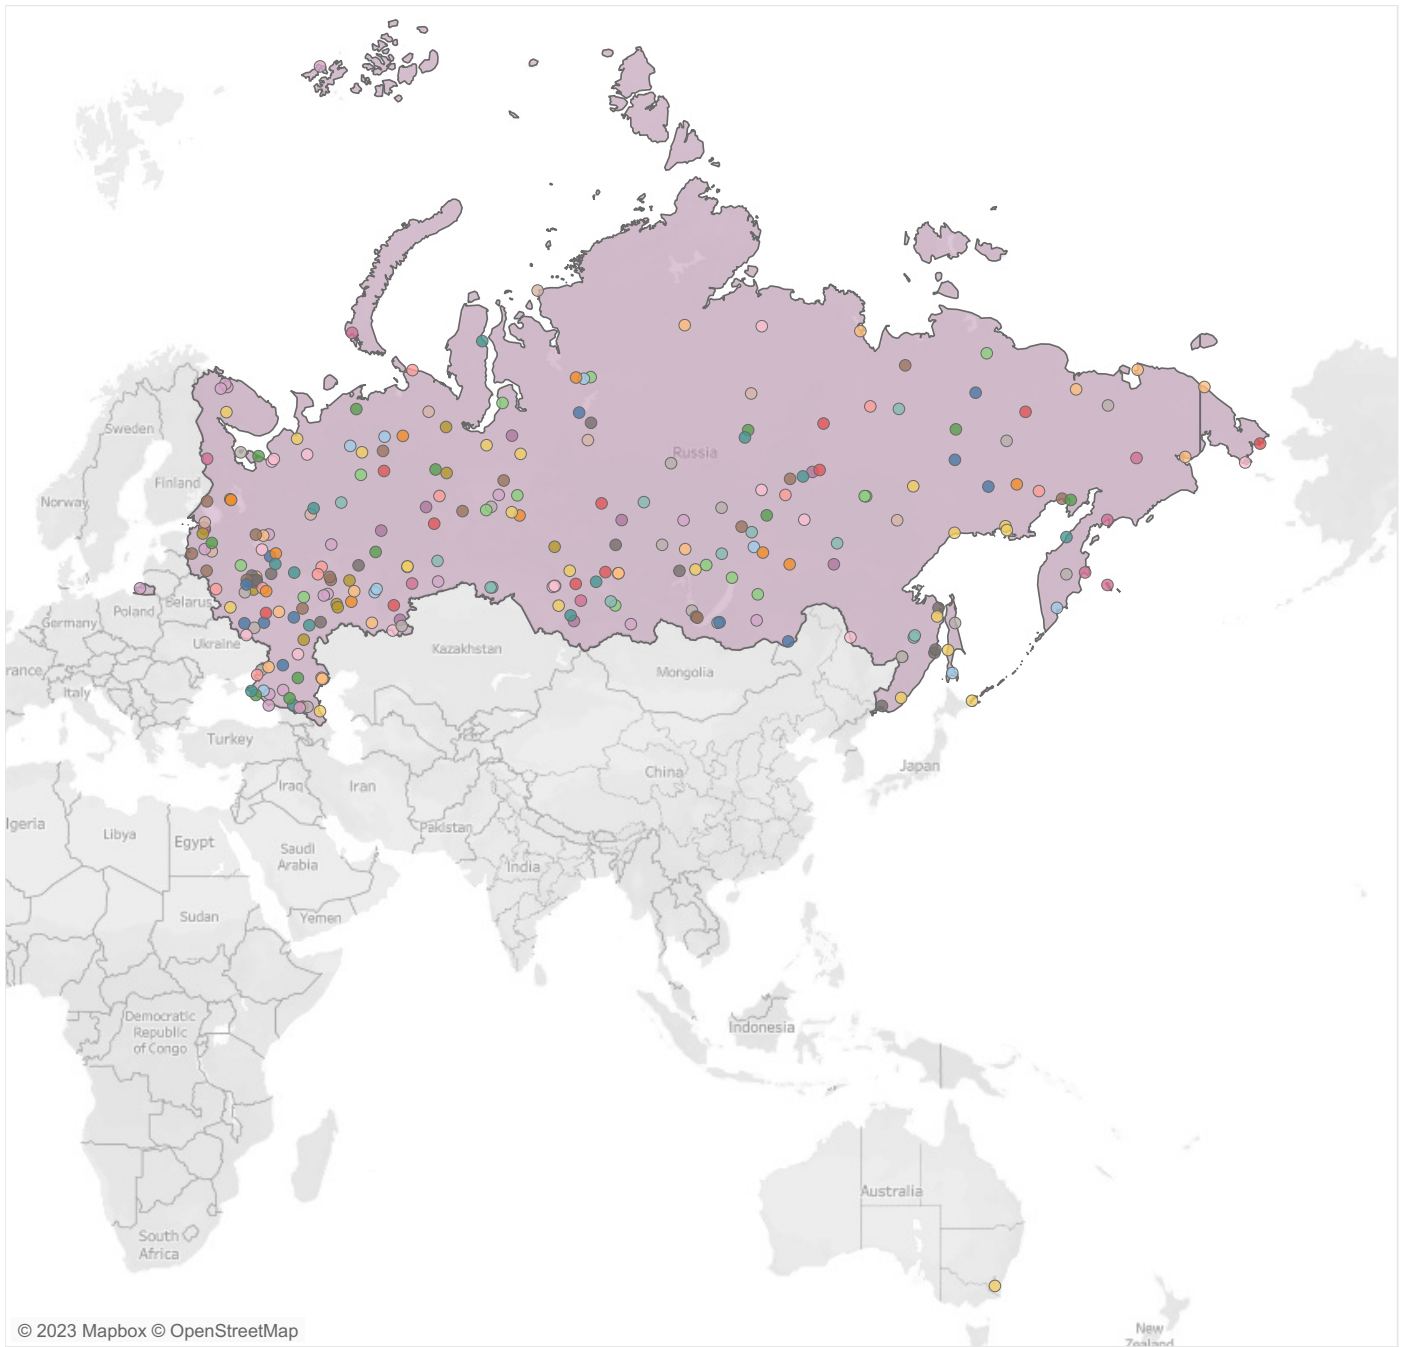 Sweden
Russia
Finland
Norway
Poland
Belarus
Germany
Ukraine
Kazakhstan
rance
Mongolia
Italy
Turkey
Japan
China
Iraq
Iran
lgeria
Libya
Egypt
Pakistan
Saudi
Arabia
India
Sudan
Yemen
Democratic
Republic
of Congo
Indonesia
Australia
South
Africa
New
Zealand
© 2023 Mapbox © OpenStreetMap